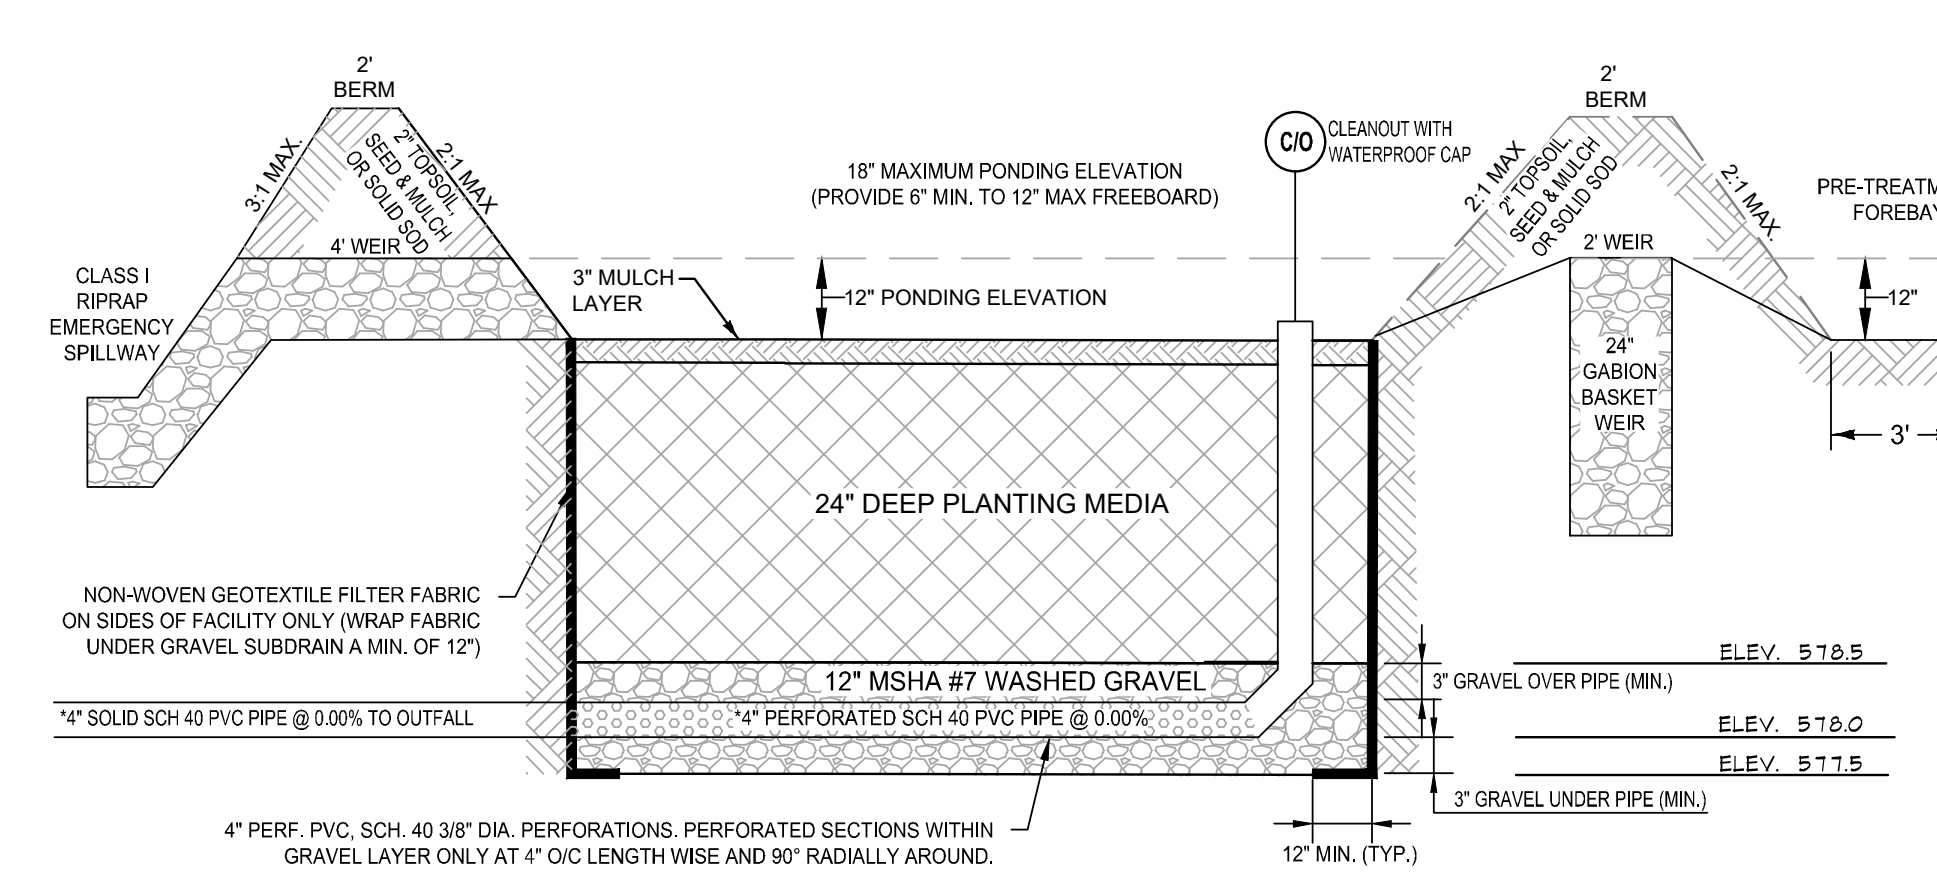 2'
BERM
3:1 MAX.
2" TOPSOIL,
SEED & MULCH
OR SOLID SOD
2:1 MAX
4' WEIR
CLASS I
RIPRAP
EMERGENCY
SPILLWAY
3" MULCH
LAYER
18" MAXIMUM PONDING ELEVATION
(PROVIDE 6" MIN. TO 12" MAX FREEBOARD)
12" PONDING ELEVATION
C/O
CLEANOUT WITH
WATERPROOF CAP
2'
BERM
2:1 MAX
2" TOPSOIL,
SEED & MULCH
OR SOLID SOD
2:1 MAX.
2' WEIR
PRE-TREATM
FOREBAY
12"
24"
GABION
BASKET
WEIR
3'
24" DEEP PLANTING MEDIA
NON-WOVEN GEOTEXTILE FILTER FABRIC
ON SIDES OF FACILITY ONLY (WRAP FABRIC
UNDER GRAVEL SUBDRAIN A MIN. OF 12")
12" MSHA #7 WASHED GRAVEL
*4" SOLID SCH 40 PVC PIPE @ 0.00% TO OUTFALL
*4" PERFORATED SCH 40 PVC PIPE @ 0.00%
ELEV. 578.5
3" GRAVEL OVER PIPE (MIN.)
ELEV. 578.0
ELEV. 577.5
3" GRAVEL UNDER PIPE (MIN.)
4" PERF. PVC, SCH. 40 3/8" DIA. PERFORATIONS. PERFORATED SECTIONS WITHIN
GRAVEL LAYER ONLY AT 4" O/C LENGTH WISE AND 90° RADIALLY AROUND.
12" MIN. (TYP.)